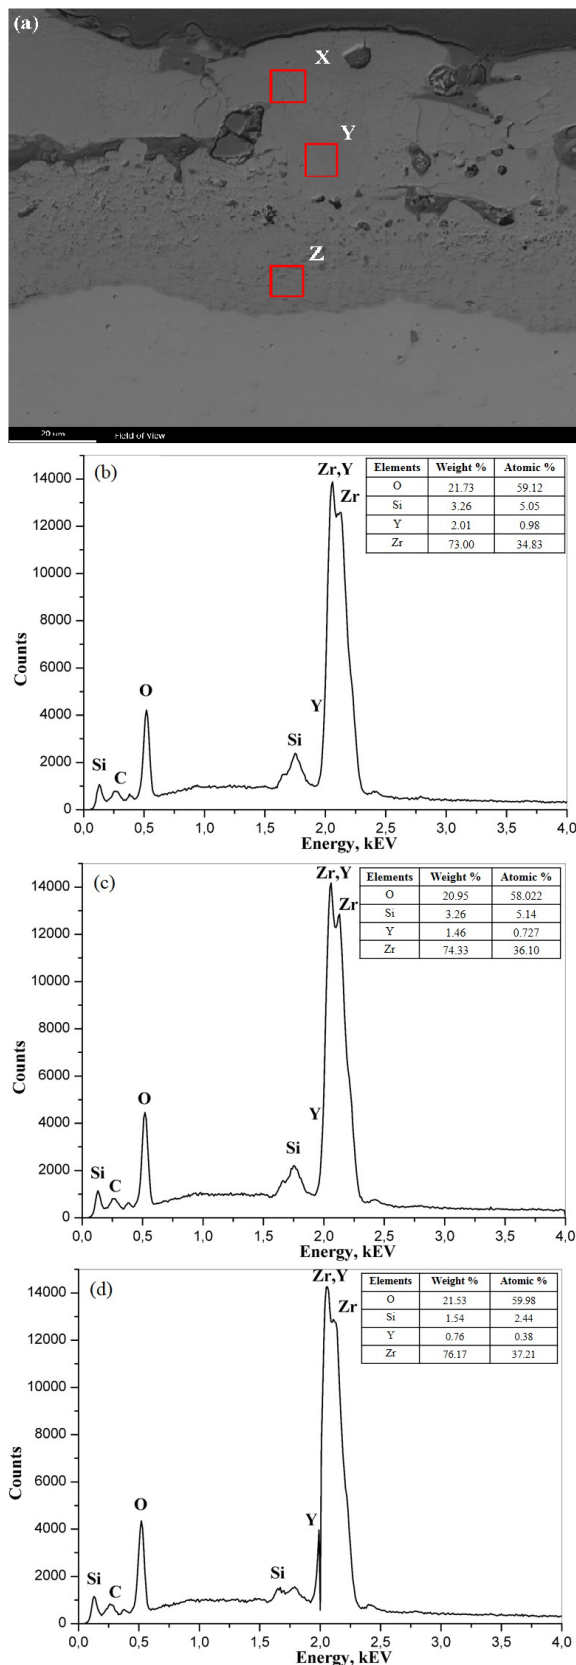 (a)
X
Y
Z
20 um Field of View
(b)
Zr,Y
Zr
Elements Weight % Atomic %
O 21.73 59.12
Si 3.26 5.05
Y 2.01 0.98
Zr 73.00 34.83
14000
12000
10000
8000
6000
4000
2000
0
Counts
O
Y
Si
Si
C
0,0 0,5 1,0 1,5 2,0 2,5 3,0 3,5 4,0
Energy, kEV
(c)
Zr,Y
Zr
Elements Weight % Atomic %
O 20.95 58.022
Si 3.26 5.14
Y 1.46 0.727
Zr 74.33 36.10
14000
12000
10000
8000
6000
4000
2000
0
Counts
O
Y
Si
Si
C
0,0 0,5 1,0 1,5 2,0 2,5 3,0 3,5 4,0
Energy, kEV
(d)
Zr,Y
Zr
Elements Weight % Atomic %
O 21.53 59.98
Si 1.54 2.44
Y 0.76 0.38
Zr 76.17 37.21
14000
12000
10000
8000
6000
4000
2000
0
Counts
O
Y
Si
Si
C
0,0 0,5 1,0 1,5 2,0 2,5 3,0 3,5 4,0
Energy, kEV